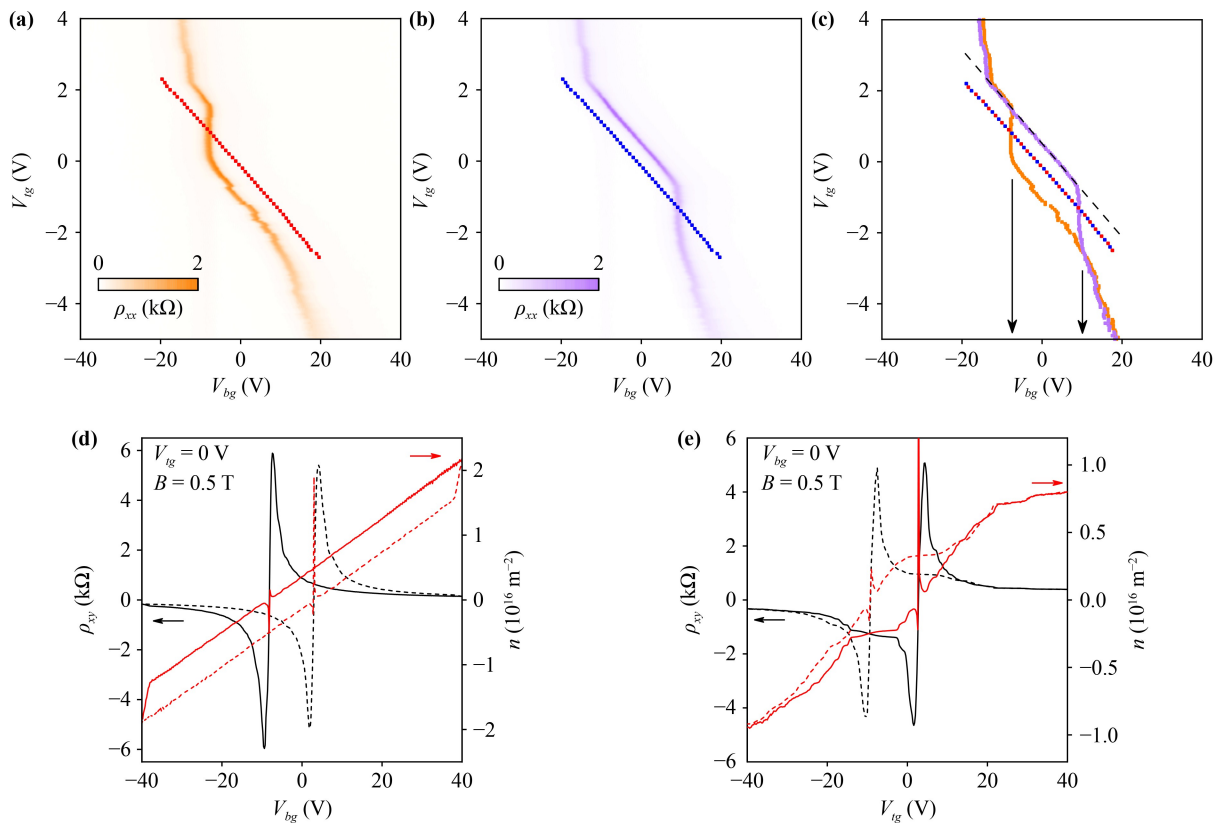 (a)
4
2
0
−2
−4
V_tg (V)
0 2
ρ_xx (kΩ)
−40 −20 0 20 40
V_bg (V)
(b)
4
2
0
−2
−4
V_tg (V)
0 2
ρ_xx (kΩ)
−40 −20 0 20 40
V_bg (V)
(c)
4
2
0
−2
−4
V_tg (V)
−40 −20 0 20 40
V_bg (V)
(d)
V_tg = 0 V
B = 0.5 T
6
4
2
0
−2
−4
−6
ρ_xy (kΩ)
2
1
0
−1
−2
n (10^16 m^−2)
−40 −20 0 20 40
V_bg (V)
(e)
V_bg = 0 V
B = 0.5 T
6
4
2
0
−2
−4
−6
ρ_xy (kΩ)
1.0
0.5
0.0
−0.5
−1.0
n (10^16 m^−2)
−40 −20 0 20 40
V_tg (V)